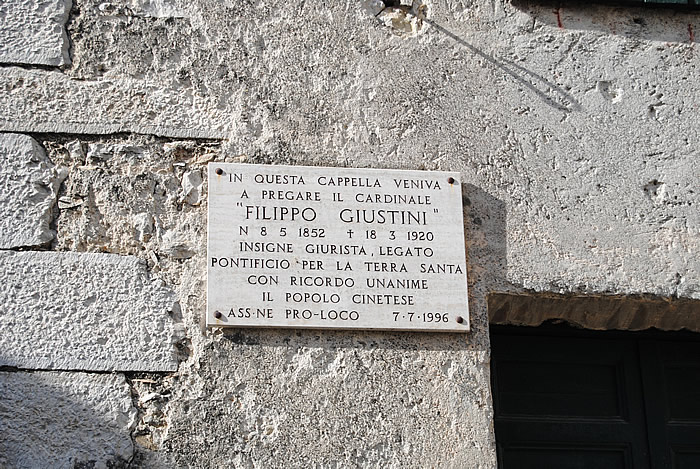 IN QUESTA CAPPELLA VENIVA
A PREGARE IL CARDINALE
"FILIPPO GIUSTINI"
N 8 5 1852 ✝ 18 3 1920
INSIGNE GIURISTA, LEGATO
PONTIFICIO PER LA TERRA SANTA
CON RICORDO UNANIME
IL POPOLO CINETESE
ASS·NE PRO-LOCO 7·7·1996